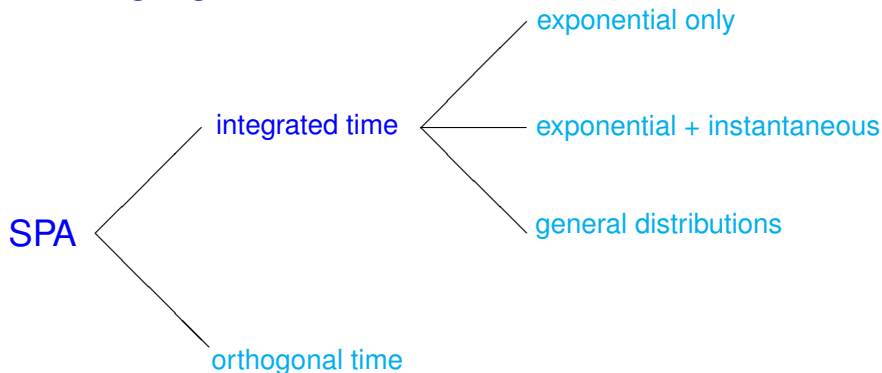 exponential only
integrated time
exponential + instantaneous
general distributions
SPA
orthogonal time